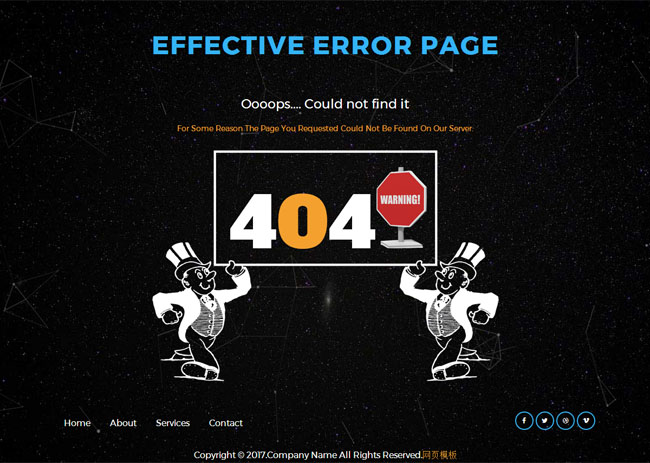 EFFECTIVE ERROR PAGE
Oooops.... Could not find it
For Some Reason The Page You Requested Could Not Be Found On Our Server.
404
WARNING!
Home About Services Contact
Copyright © 2017.Company Name All Rights Reserved.网页模板